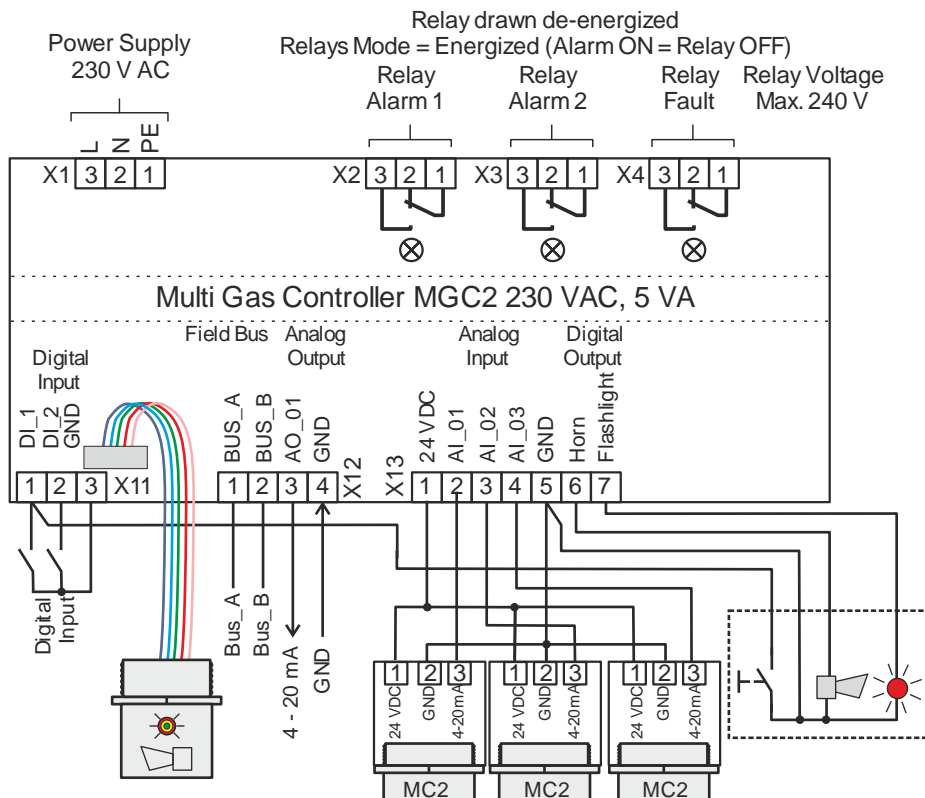 Relay drawn de-energized
Relays Mode = Energized (Alarm ON = Relay OFF)
Power Supply
230 V AC
Relay
Alarm 1
Relay
Alarm 2
Relay
Fault
Relay Voltage
Max. 240 V
L
N
PE
X1 3 2 1
X2 3 2 1
X3 3 2 1
X4 3 2 1
Multi Gas Controller MGC2 230 VAC, 5 VA
Digital
Input
Field Bus
Analog
Output
Analog
Input
Digital
Output
DI_1
DI_2
GND
BUS_A
BUS_B
AO_01
GND
24 VDC
AI_01
AI_02
AI_03
GND
Horn
Flashlight
1 2 3 X11
1 2 3 4 X12
X13 1 2 3 4 5 6 7
Digital
Input
Bus_A
Bus_B
4 - 20 mA
GND
1 2 3
24 VDC
GND
4-20mA
MC2
1 2 3
24 VDC
GND
4-20mA
MC2
1 2 3
24 VDC
GND
4-20mA
MC2